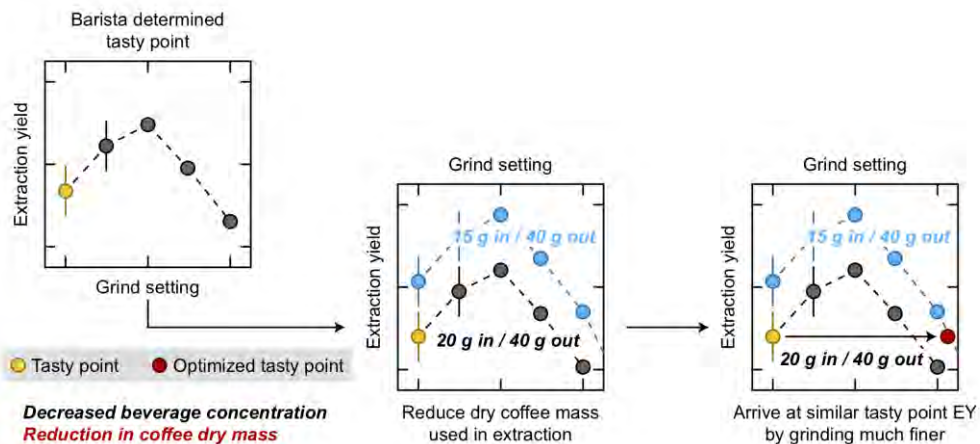 Barista determined
tasty point
Extraction yield
Grind setting
Tasty point
Optimized tasty point
Decreased beverage concentration
Reduction in coffee dry mass
Grind setting
Extraction yield
15 g in / 40 g out
20 g in / 40 g out
Reduce dry coffee mass
used in extraction
Grind setting
Extraction yield
15 g in / 40 g out
20 g in / 40 g out
Arrive at similar tasty point EY
by grinding much finer